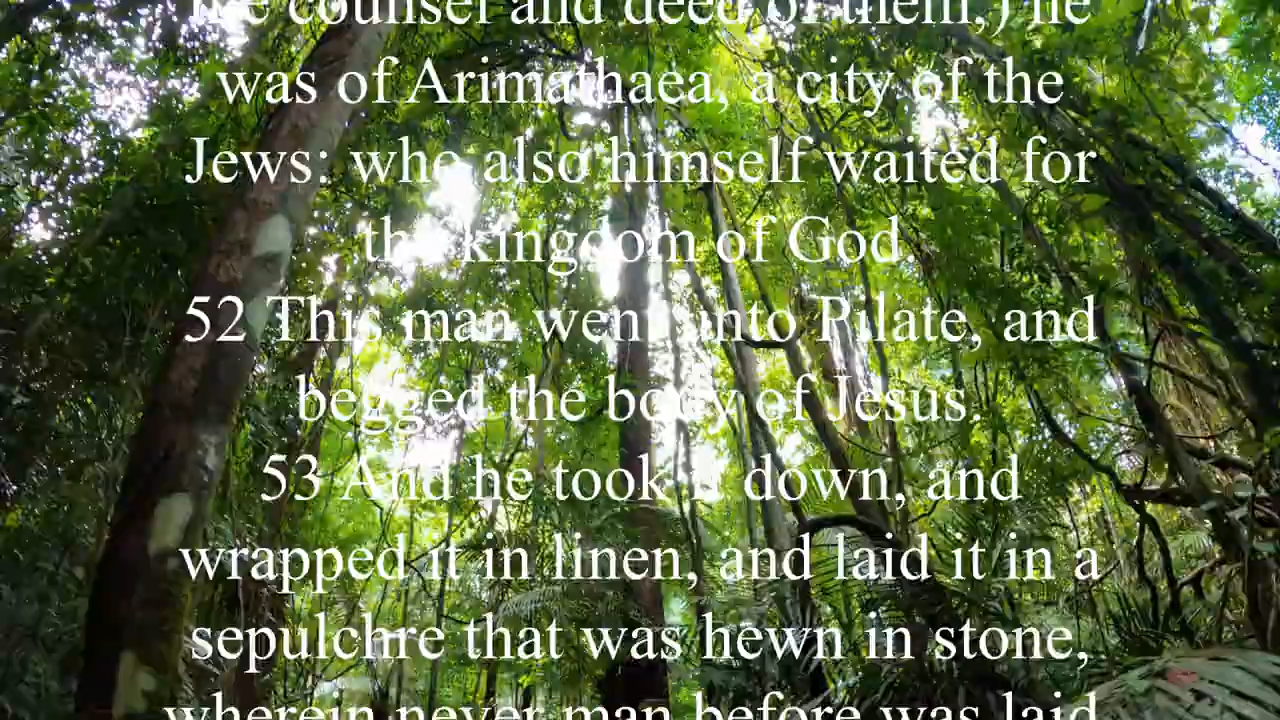 the counsel and deed of them,) he
was of Arimathaea, a city of the
Jews: who also himself waited for
the kingdom of God
52 This man went unto Pilate, and
begged the body of Jesus.
53 And he took it down, and
wrapped it in linen, and laid it in a
sepulchre that was hewn in stone,
wherein never man before was laid